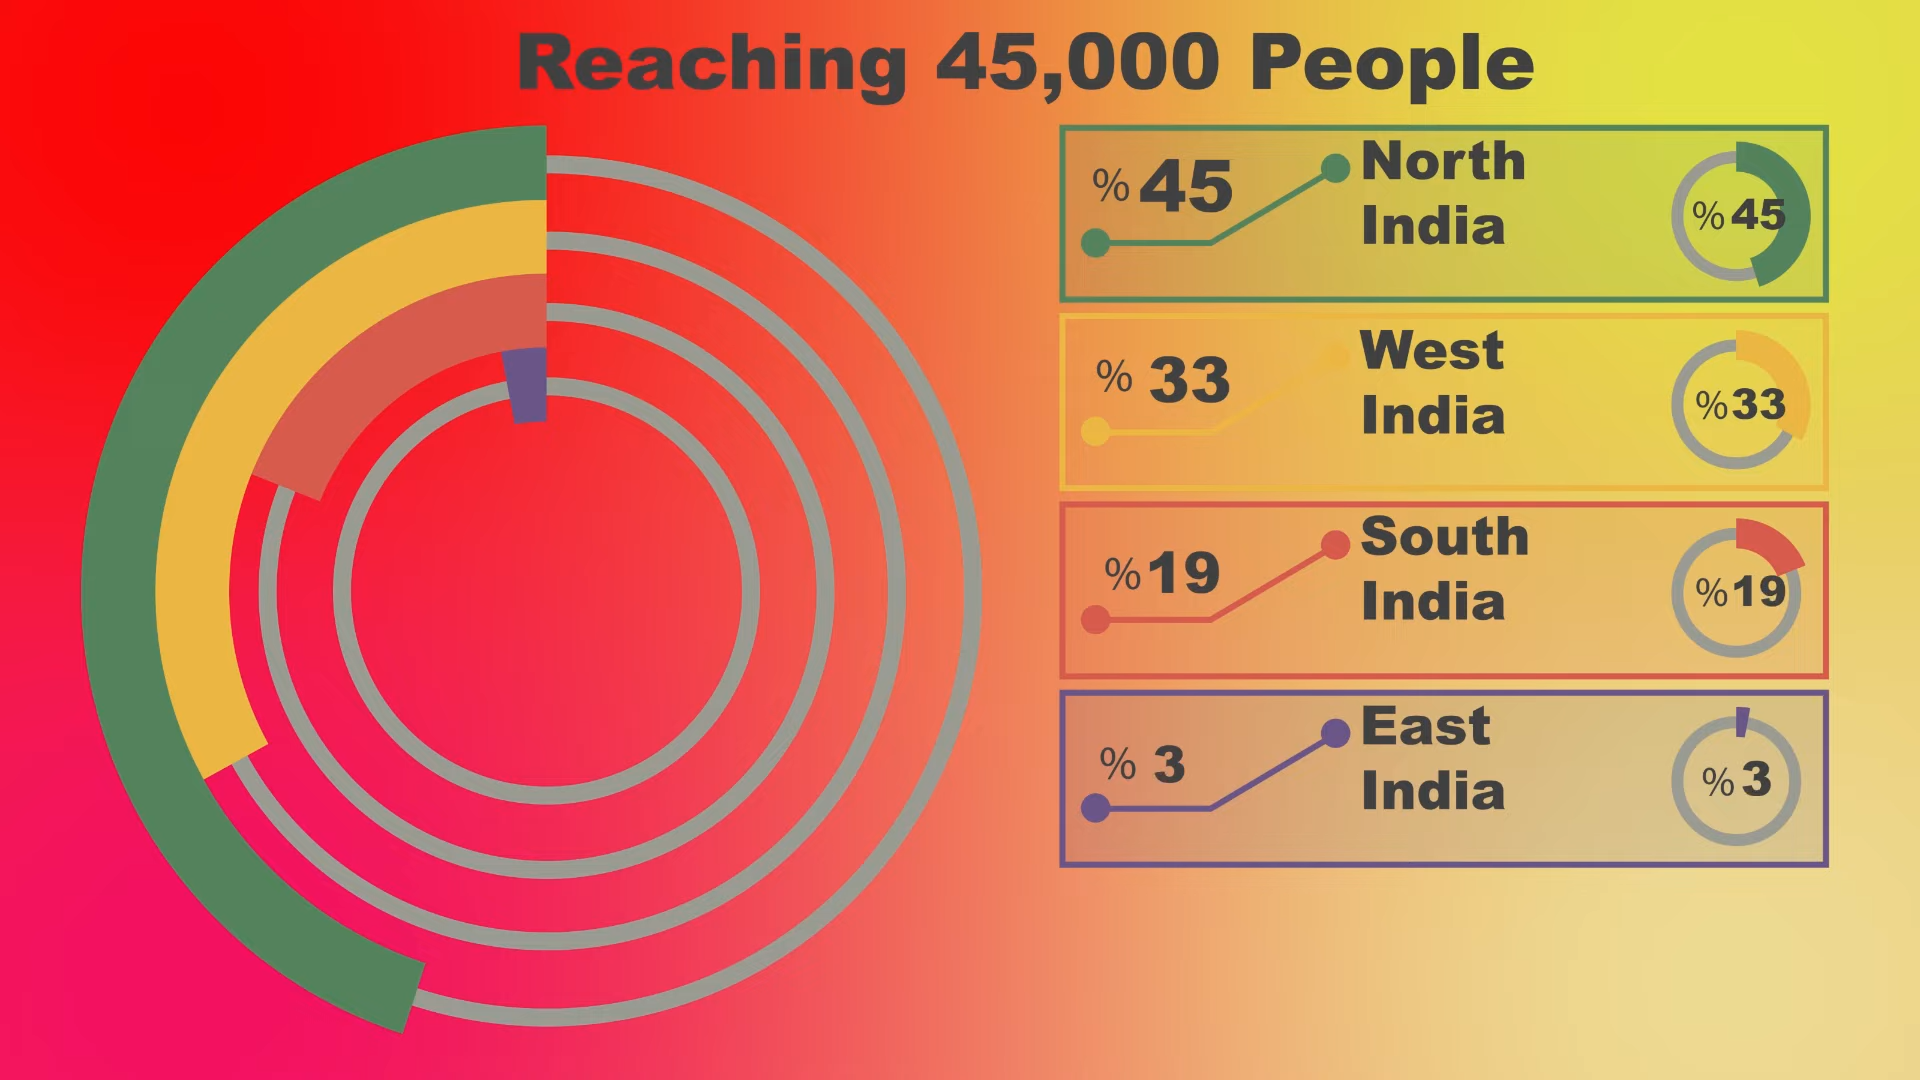 Reaching 45,000 People
% 45
North
India
% 45
% 33
West
India
% 33
% 19
South
India
% 19
% 3
East
India
% 3